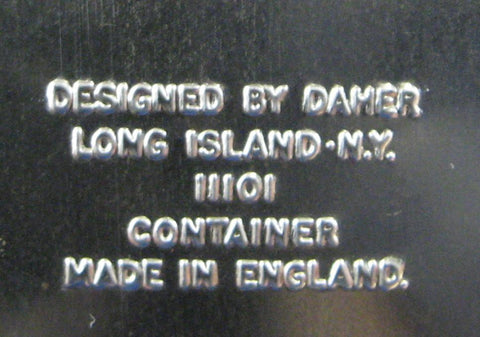 DESIGNED BY DAHER
LONG ISLAND·N.Y.
11101
CONTAINER
MADE IN ENGLAND.